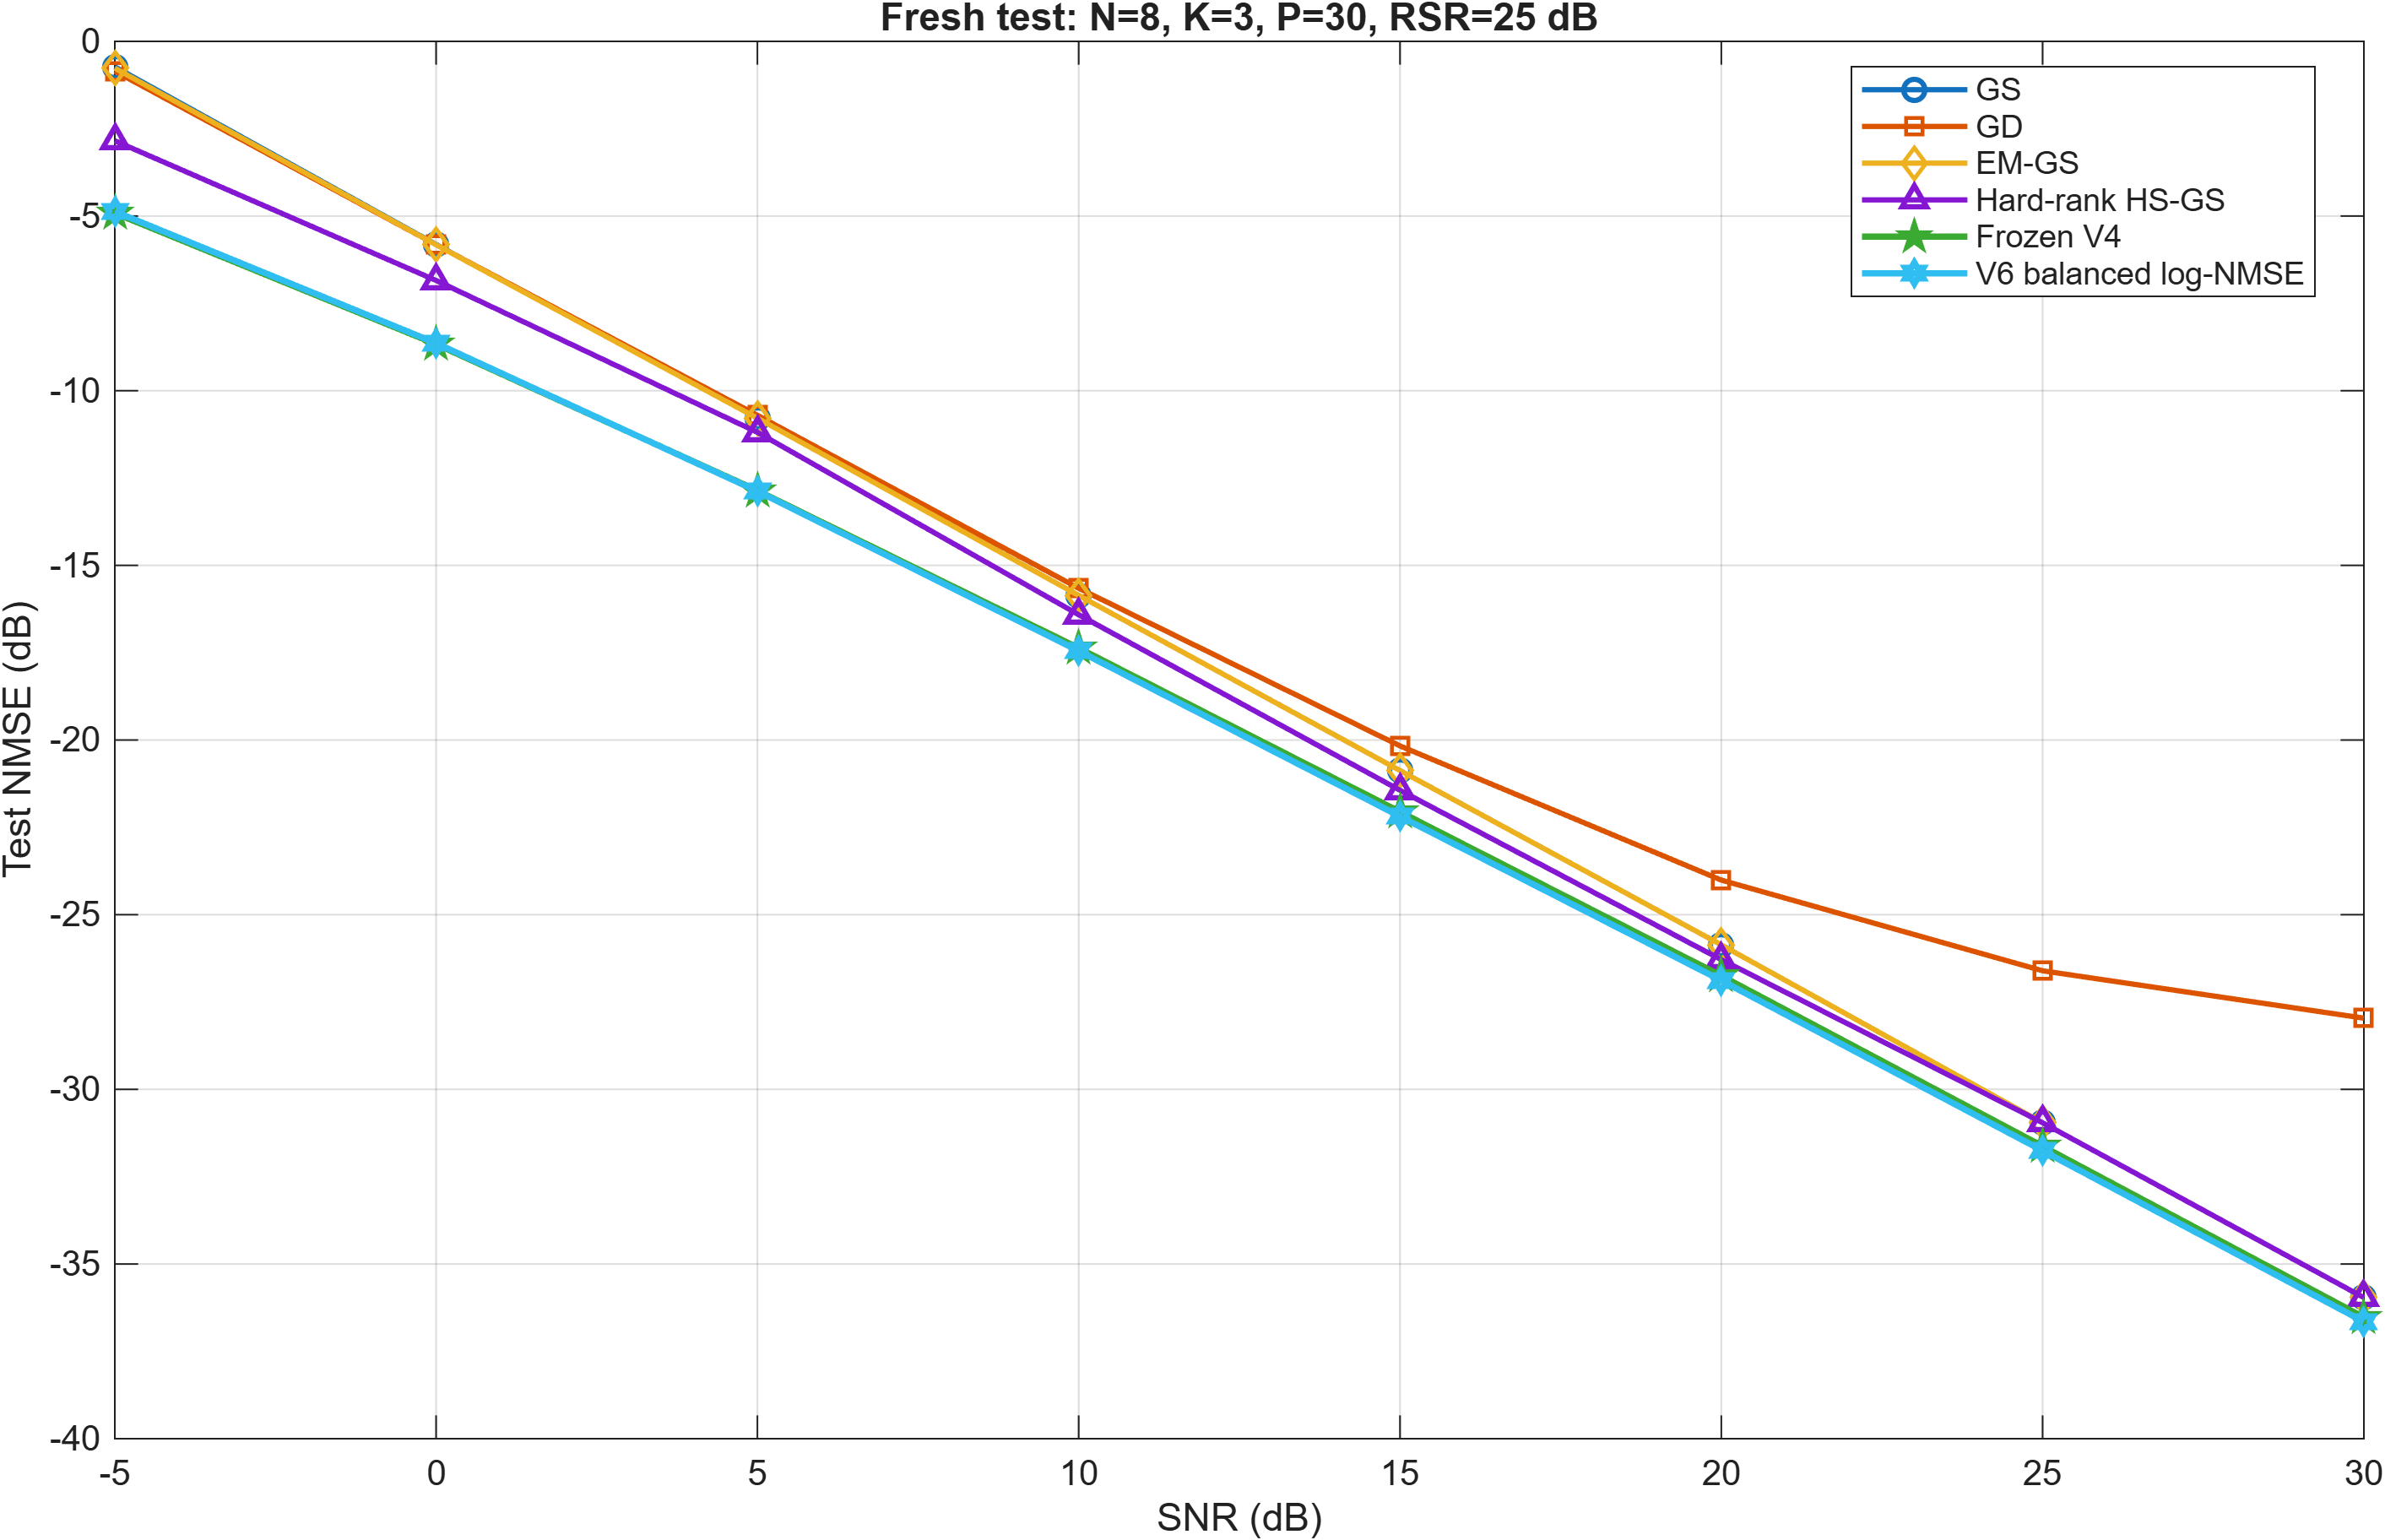 Fresh test: N=8, K=3, P=30, RSR=25 dB
GS
GD
EM-GS
Hard-rank HS-GS
Frozen V4
V6 balanced log-NMSE
Test NMSE (dB)
0
-5
-10
-15
-20
-25
-30
-35
-40
-5 0 5 10 15 20 25 30
SNR (dB)